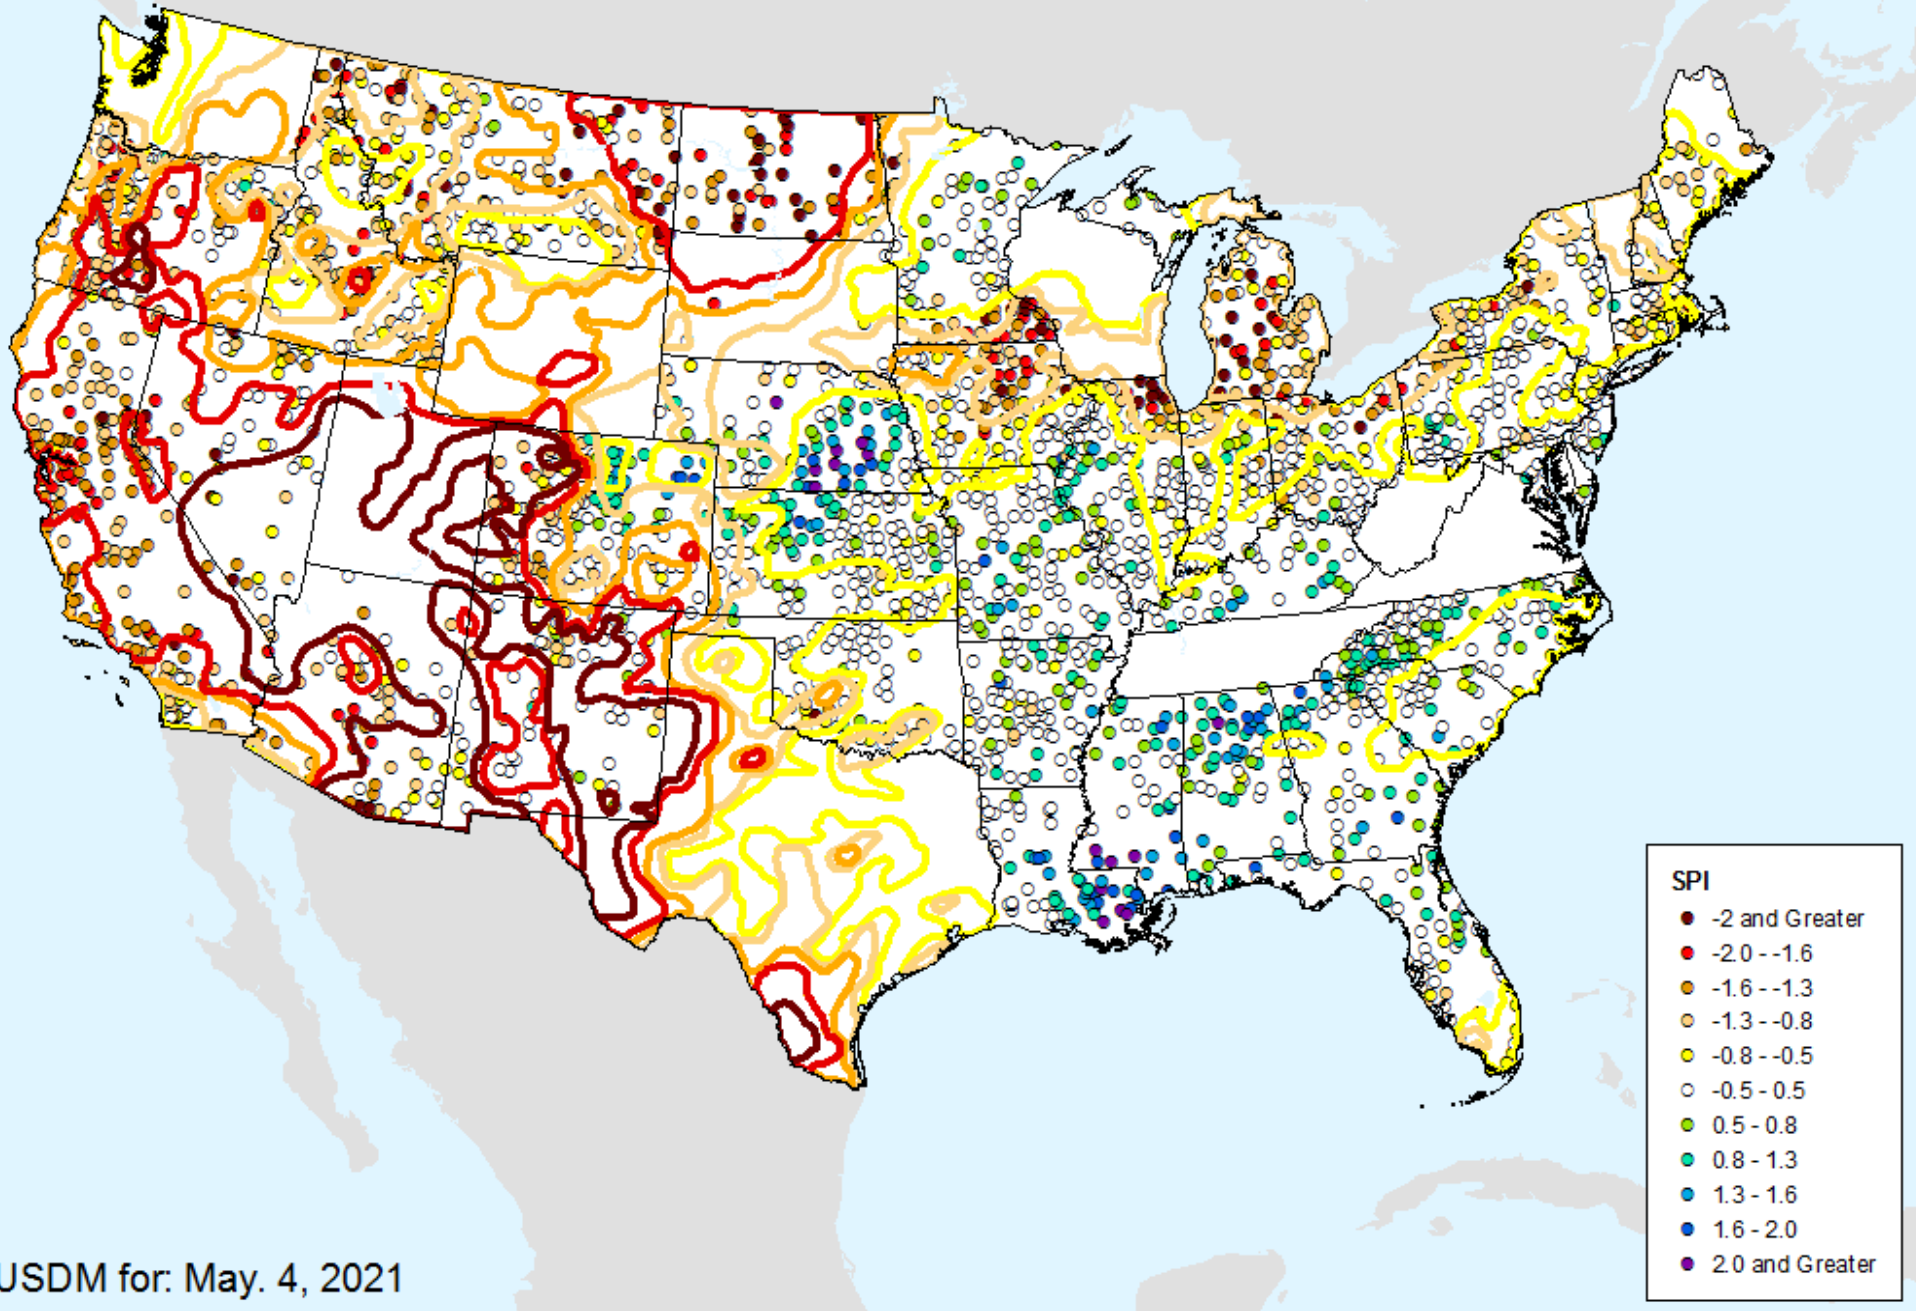 SPI
-2 and Greater
-2.0 - -1.6
-1.6 - -1.3
-1.3 - -0.8
-0.8 - -0.5
-0.5 - 0.5
0.5 - 0.8
0.8 - 1.3
1.3 - 1.6
1.6 - 2.0
2.0 and Greater
USDM for: May. 4, 2021